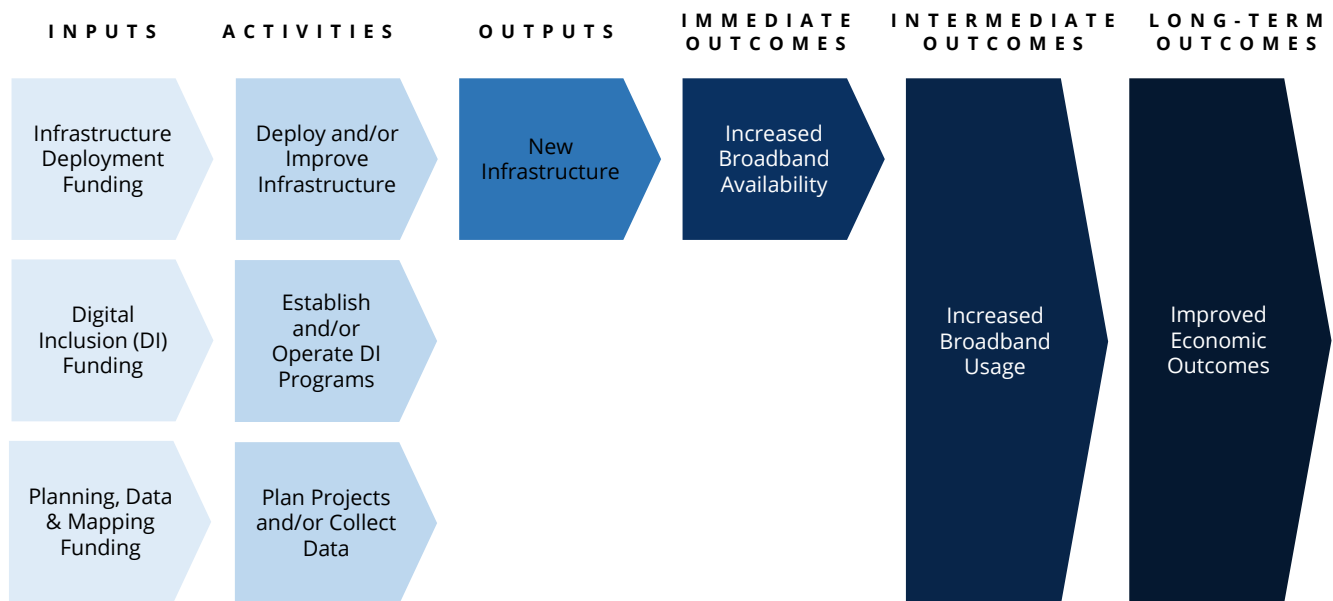 INPUTS
ACTIVITIES
OUTPUTS
IMMEDIATE
OUTCOMES
INTERMEDIATE
OUTCOMES
LONG-TERM
OUTCOMES
Infrastructure
Deployment
Funding
Deploy and/or
Improve
Infrastructure
New
Infrastructure
Increased
Broadband
Availability
Digital
Inclusion (DI)
Funding
Establish
and/or
Operate DI
Programs
Increased
Broadband
Usage
Improved
Economic
Outcomes
Planning, Data
& Mapping
Funding
Plan Projects
and/or Collect
Data